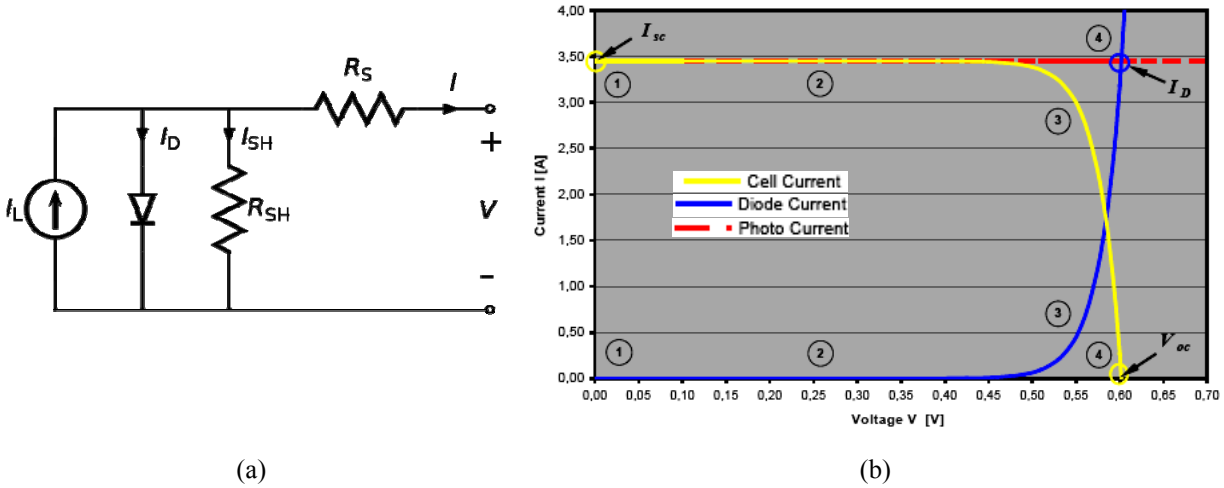 R_S
I
I_D
I_SH
+
I_L
R_SH
V
–
(a)
4,00
3,50
3,00
2,50
2,00
1,50
1,00
0,50
0,00
Current I [A]
I_sc
4
1
2
I_D
3
Cell Current
Diode Current
Photo Current
3
1
2
4
V_oc
0,00 0,05 0,10 0,15 0,20 0,25 0,30 0,35 0,40 0,45 0,50 0,55 0,60 0,65 0,70
Voltage V [V]
(b)